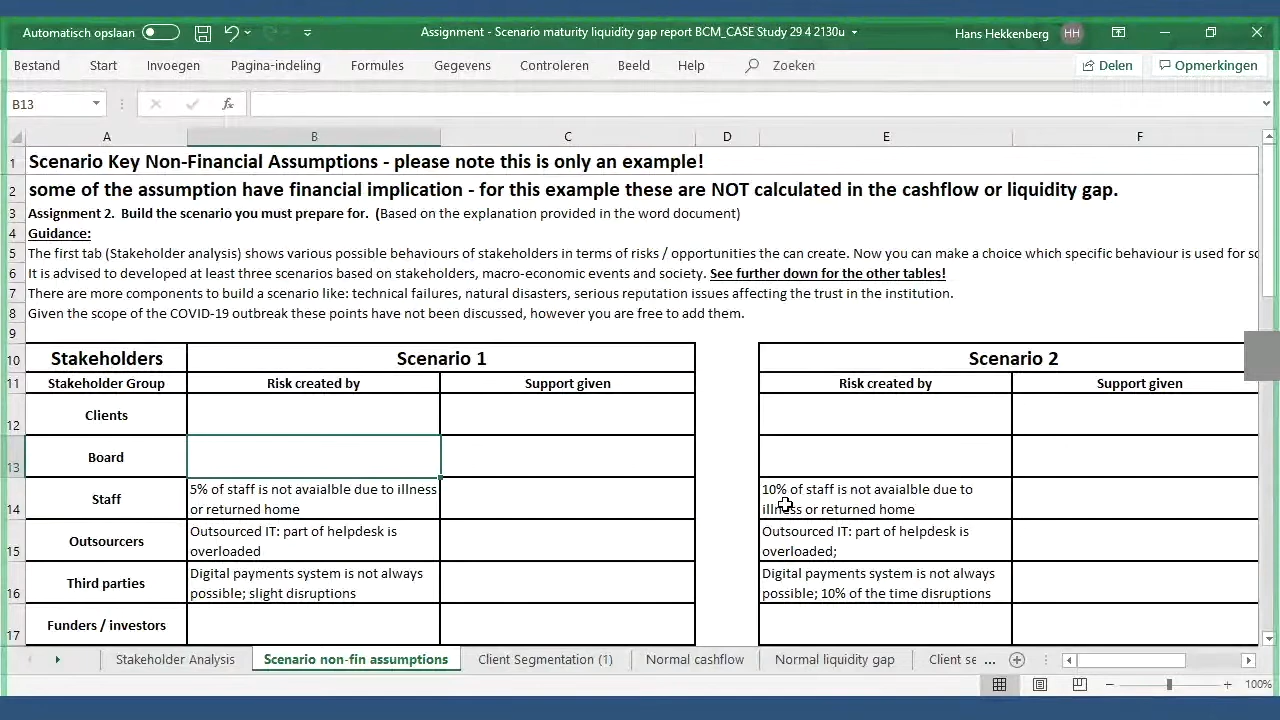 Automatisch opslaan
Assignment - Scenario maturity liquidity gap report BCM_CASE Study 29 4 2130u
Hans Hekkenberg HH
Bestand Start Invoegen Pagina-indeling Formules Gegevens Controleren Beeld Help Zoeken Delen Opmerkingen
B13 fx
A B C D E F
1 Scenario Key Non-Financial Assumptions - please note this is only an example!
2 some of the assumption have financial implication - for this example these are NOT calculated in the cashflow or liquidity gap.
3 Assignment 2. Build the scenario you must prepare for. (Based on the explanation provided in the word document)
4 Guidance:
5 The first tab (Stakeholder analysis) shows various possible behaviours of stakeholders in terms of risks / opportunities the can create. Now you can make a choice which specific behaviour is used for sc
6 It is advised to developed at least three scenarios based on stakeholders, macro-economic events and society. See further down for the other tables!
7 There are more components to build a scenario like: technical failures, natural disasters, serious reputation issues affecting the trust in the institution.
8 Given the scope of the COVID-19 outbreak these points have not been discussed, however you are free to add them.
9
10 Stakeholders Scenario 1 Scenario 2
11 Stakeholder Group Risk created by Support given Risk created by Support given
12 Clients
13 Board
14 Staff
5% of staff is not avaialble due to illness
or returned home
10% of staff is not avaialble due to
illness or returned home
15 Outsourcers
Outsourced IT: part of helpdesk is
overloaded
Outsourced IT: part of helpdesk is
overloaded;
16 Third parties
Digital payments system is not always
possible; slight disruptions
Digital payments system is not always
possible; 10% of the time disruptions
17 Funders / investors
Stakeholder Analysis Scenario non-fin assumptions Client Segmentation (1) Normal cashflow Normal liquidity gap Client se ...
100%